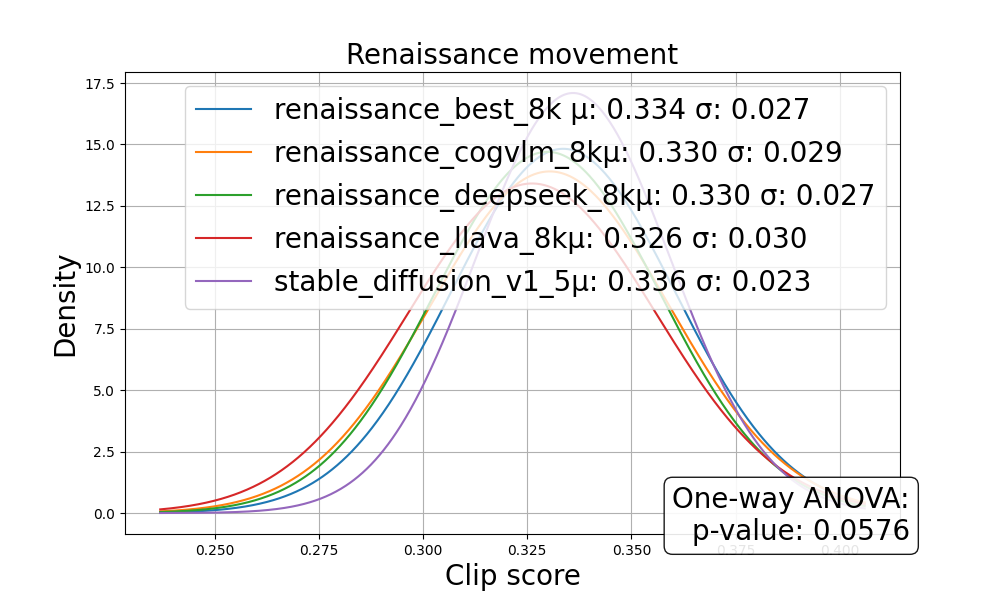 Renaissance movement
17.5
15.0
12.5
10.0
7.5
5.0
2.5
0.0
Density
renaissance_best_8k μ: 0.334 σ: 0.027
renaissance_cogvlm_8kμ: 0.330 σ: 0.029
renaissance_deepseek_8kμ: 0.330 σ: 0.027
renaissance_llava_8kμ: 0.326 σ: 0.030
stable_diffusion_v1_5μ: 0.336 σ: 0.023
One-way ANOVA:
p-value: 0.0576
0.250 0.275 0.300 0.325 0.350 0.375 0.400
Clip score